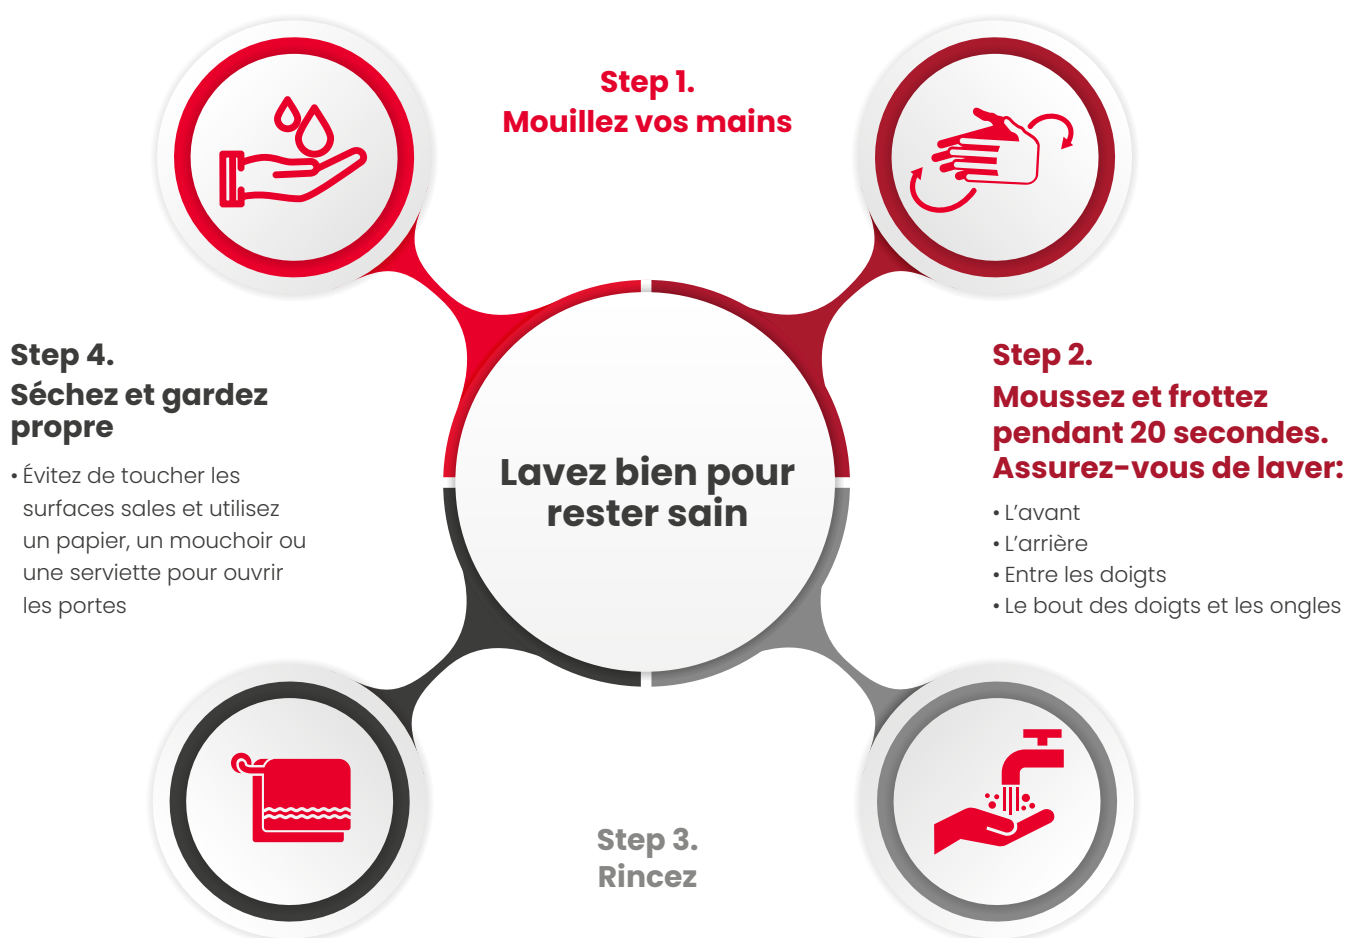 Step 1.
Mouillez vos mains
Step 2.
Moussez et frottez
pendant 20 secondes.
Assurez-vous de laver:
• L'avant
• L'arrière
• Entre les doigts
• Le bout des doigts et les ongles
Step 3.
Rincez
Step 4.
Séchez et gardez
propre
• Évitez de toucher les
surfaces sales et utilisez
un papier, un mouchoir ou
une serviette pour ouvrir
les portes
Lavez bien pour
rester sain